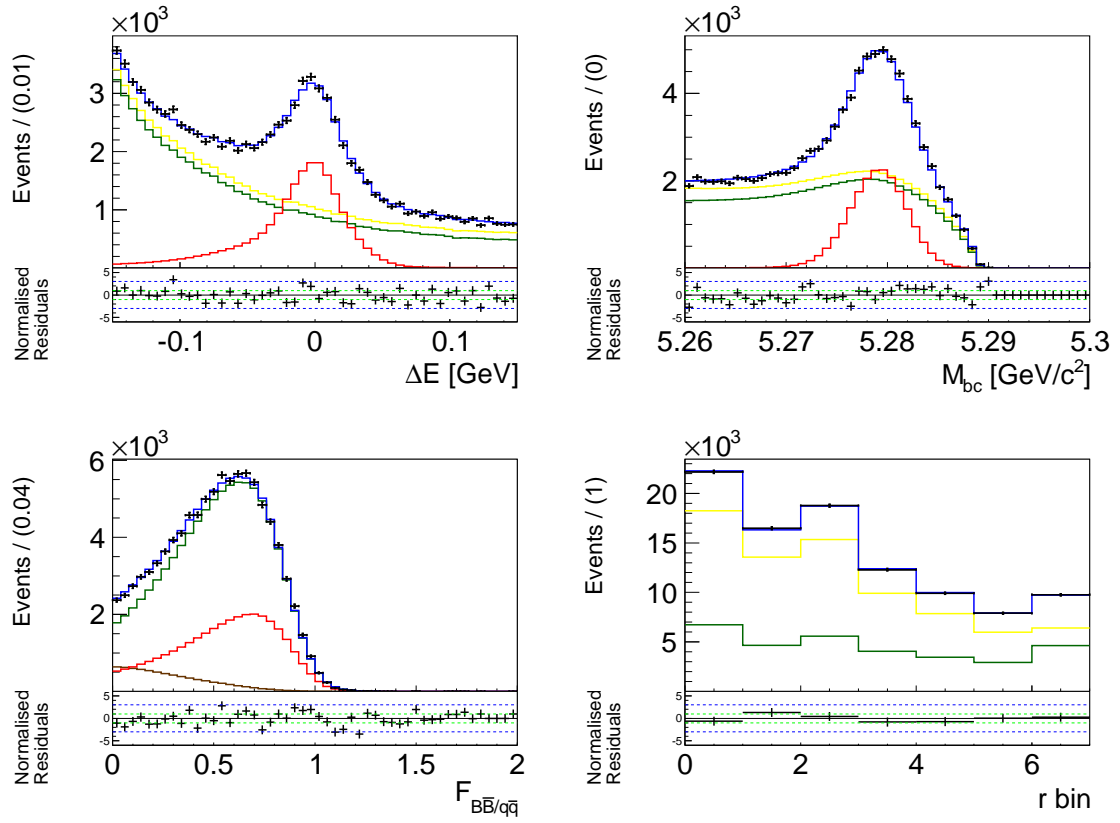 ×10³
Events / (0.01)
3
2
1
Normalised
Residuals
5
0
-5
-0.1 0 0.1
ΔE [GeV]
×10³
Events / (0)
4
2
Normalised
Residuals
5
0
-5
5.26 5.27 5.28 5.29 5.3
M_bc [GeV/c²]
×10³
Events / (0.04)
6
4
2
Normalised
Residuals
5
0
-5
0 0.5 1 1.5 2
F_BB̅/qq̅
×10³
Events / (1)
20
15
10
5
Normalised
Residuals
5
0
-5
0 2 4 6
r bin